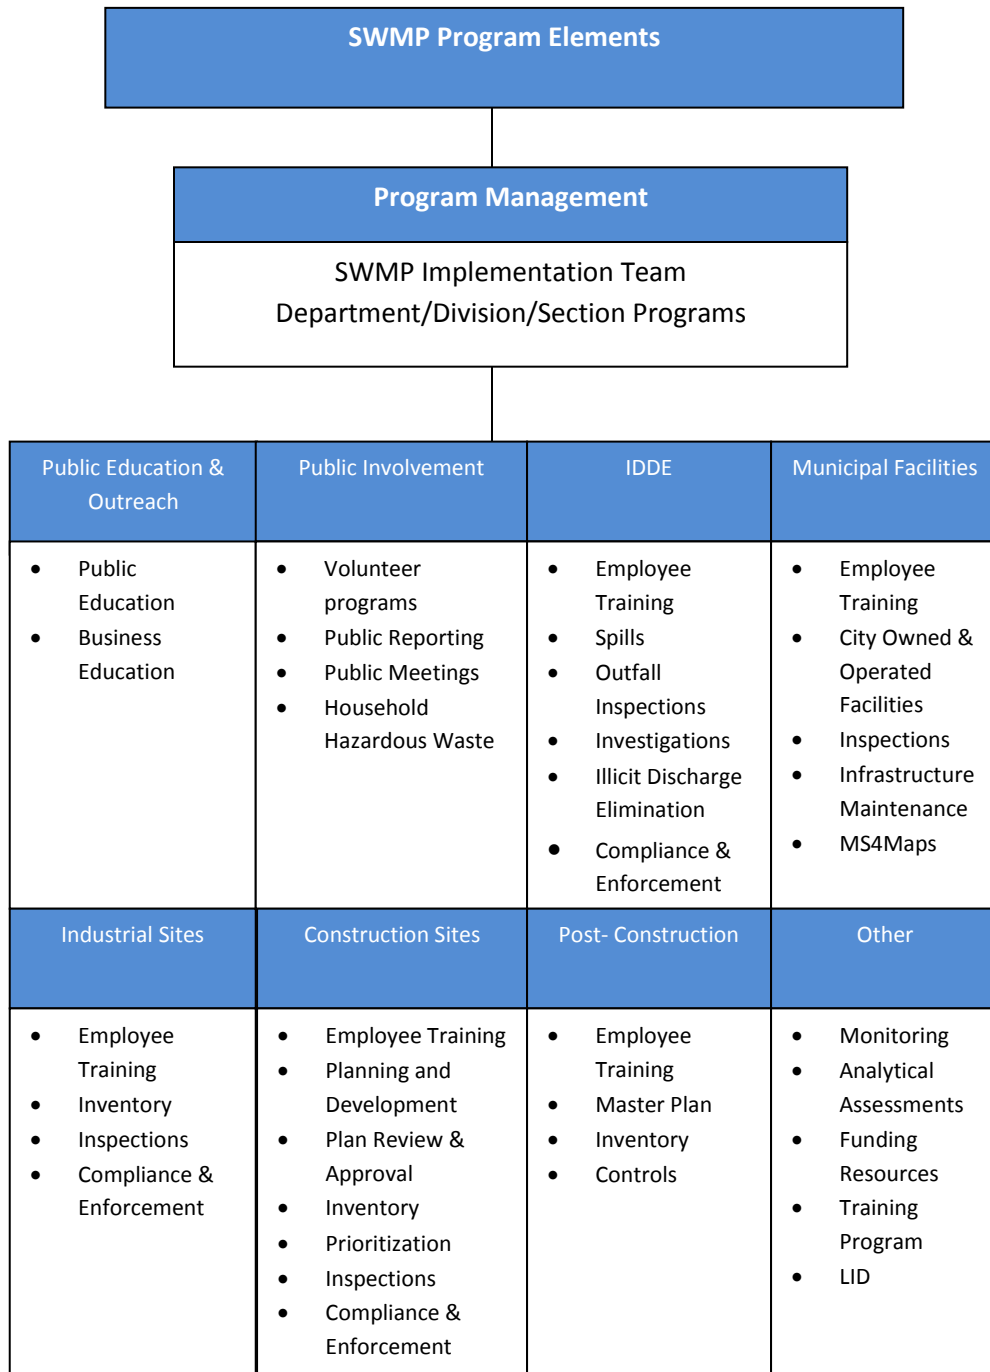 SWMP Program Elements
Program Management
SWMP Implementation Team
Department/Division/Section Programs
Public Education &
Outreach
• Public
Education
• Business
Education
Public Involvement
• Volunteer
programs
• Public Reporting
• Public Meetings
• Household
Hazardous Waste
IDDE
• Employee
Training
• Spills
• Outfall
Inspections
• Investigations
• Illicit Discharge
Elimination
• Compliance &
Enforcement
Municipal Facilities
• Employee
Training
• City Owned &
Operated
Facilities
• Inspections
• Infrastructure
Maintenance
• MS4Maps
Industrial Sites
• Employee
Training
• Inventory
• Inspections
• Compliance &
Enforcement
Construction Sites
• Employee Training
• Planning and
Development
• Plan Review &
Approval
• Inventory
• Prioritization
• Inspections
• Compliance &
Enforcement
Post- Construction
• Employee
Training
• Master Plan
• Inventory
• Controls
Other
• Monitoring
• Analytical
Assessments
• Funding
Resources
• Training
Program
• LID